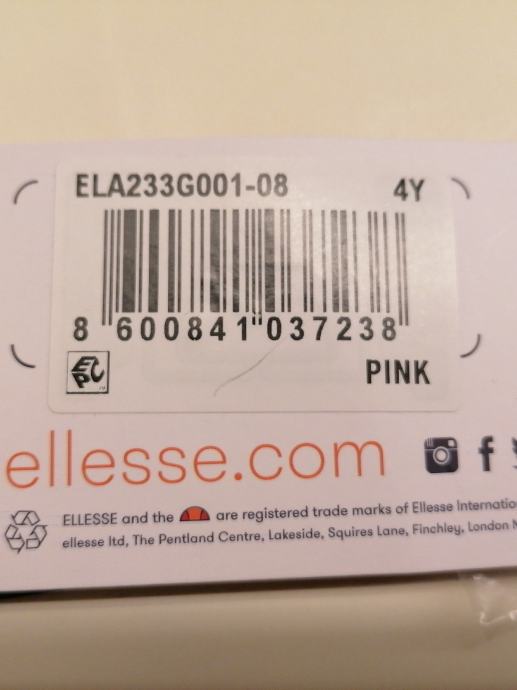 ELA233G001-08 4Y
8 600841 037238
EPC
PINK
ellesse.com
ELLESSE and the are registered trade marks of Ellesse
ellesse ltd, The Pentland Centre, Lakeside, Squires Lane, Finchley, London